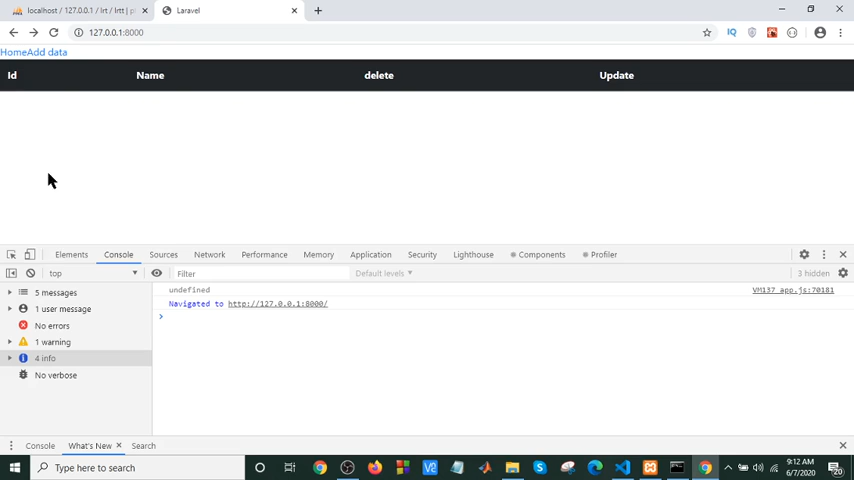 localhost / 127.0.0.1 / lrt / lrtt | p
Laravel
127.0.0.1:8000
IQ
HomeAdd data
Id Name delete Update
Elements Console Sources Network Performance Memory Application Security Lighthouse Components Profiler
top Filter Default levels 3 hidden
5 messages
1 user message
No errors
1 warning
4 info
No verbose
undefined VM137 app.js:70181
Navigated to http://127.0.0.1:8000/
Console What's New Search
Type here to search
9:12 AM
6/7/2020
20